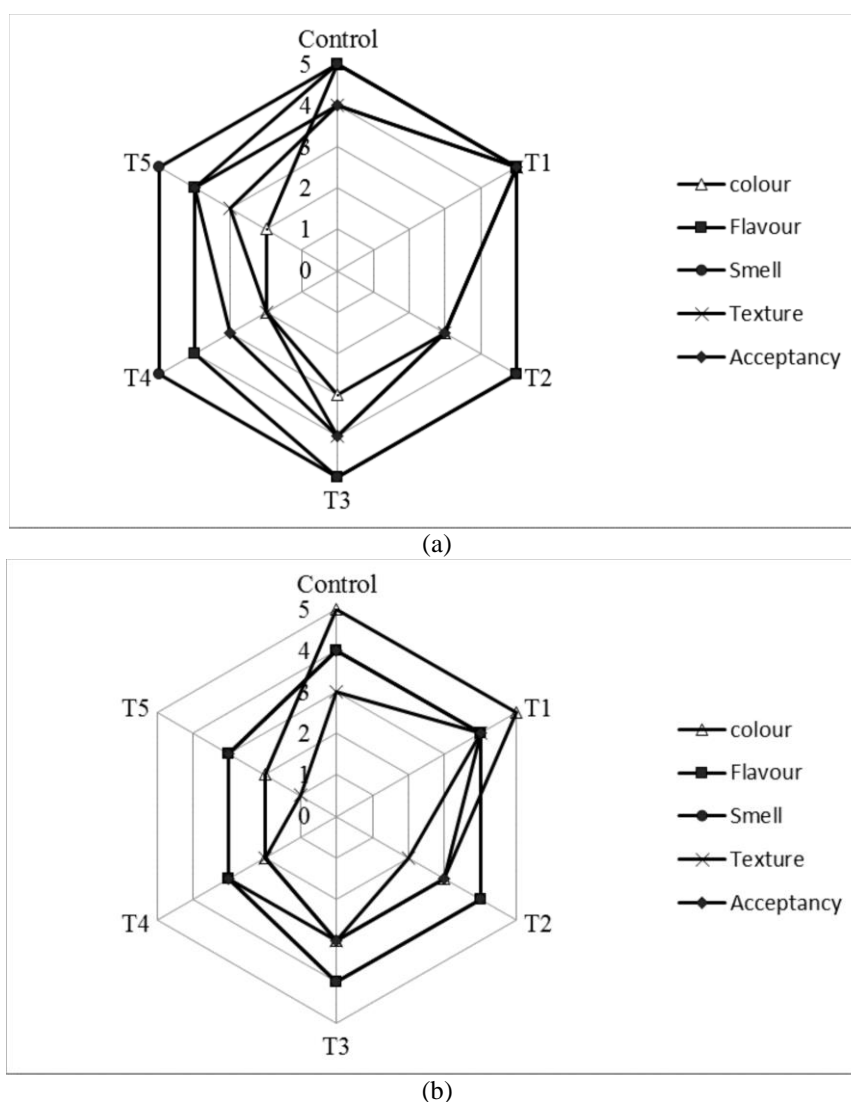 Control
5
4
3
2
1
0
T1
T2
T3
T4
T5
colour
Flavour
Smell
Texture
Acceptancy
(a)
Control
5
4
3
2
1
0
T1
T2
T3
T4
T5
colour
Flavour
Smell
Texture
Acceptancy
(b)